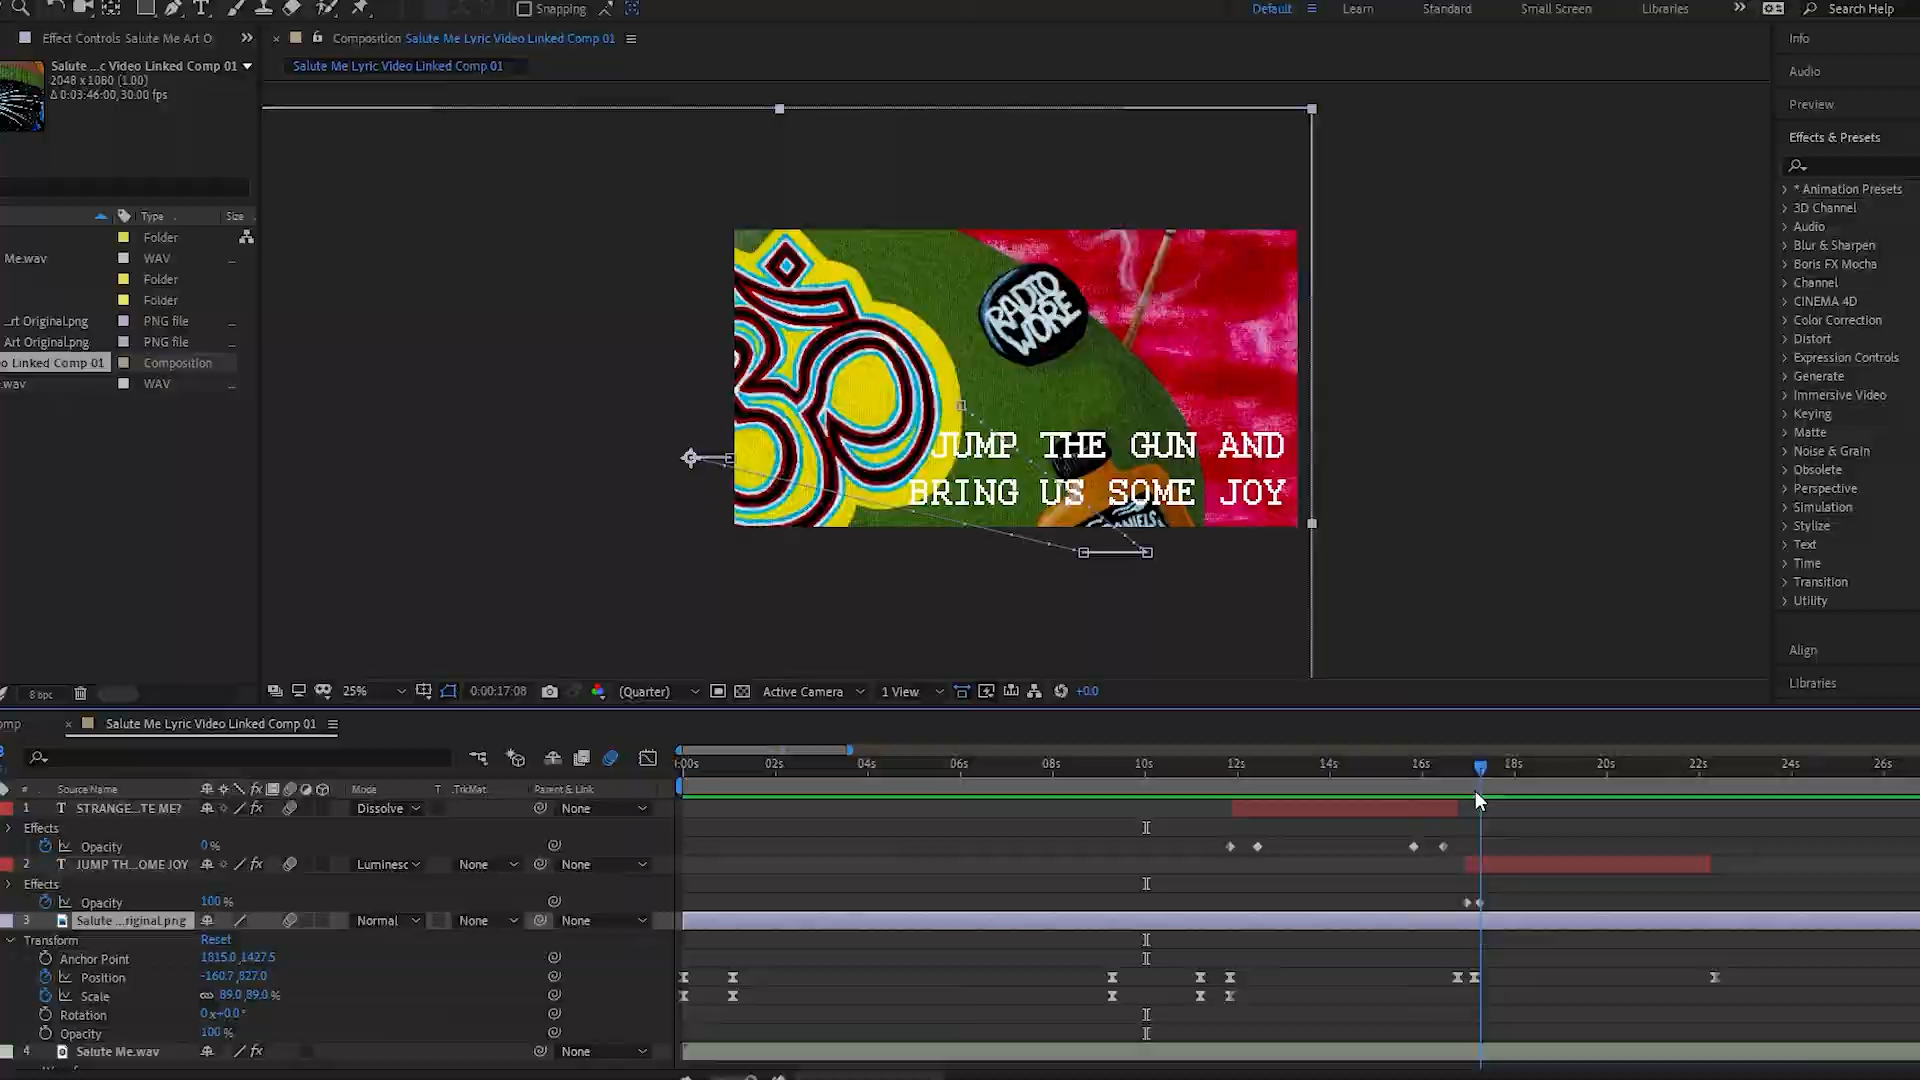 Snapping
Default
Learn
Standard
Small Screen
Libraries
Search Help
Effect Controls Salute Me Art O
Composition Salute Me Lyric Video Linked Comp 01
Info
Salute ...c Video Linked Comp 01
2048 x 1080 (1.00)
Δ 0:03:46:00, 30.00 fps
Salute Me Lyric Video Linked Comp 01
Audio
Preview
Effects & Presets
* Animation Presets
3D Channel
Audio
Blur & Sharpen
Boris FX Mocha
Channel
CINEMA 4D
Color Correction
Distort
Expression Controls
Generate
Immersive Video
Keying
Matte
Noise & Grain
Obsolete
Perspective
Simulation
Stylize
Text
Time
Transition
Utility
Align
Libraries
Type
Size
Folder
Me.wav
WAV
Folder
Folder
...rt Original.png
PNG file
Art Original.png
PNG file
o Linked Comp 01
Composition
.wav
WAV
RADIO
WORE
JUMP THE GUN AND
BRING US SOME JOY
8 bpc
25%
0:00:17:08
(Quarter)
Active Camera
1 View
+0.0
omp
Salute Me Lyric Video Linked Comp 01
:00s
02s
04s
06s
08s
10s
12s
14s
16s
18s
20s
22s
24s
26s
#
Source Name
Mode
T
.TrkMat
Parent & Link
1
T
STRANGE...TE ME?
Dissolve
None
Effects
Opacity
0%
2
T
JUMP TH...OME JOY
Luminesc
None
None
Effects
Opacity
100%
3
Salute ...riginal.png
Normal
None
None
Transform
Reset
Anchor Point
1815.0,1427.5
Position
-160.7,827.0
Scale
89.0,89.0%
Rotation
0x+0.0°
Opacity
100%
4
Salute Me.wav
None